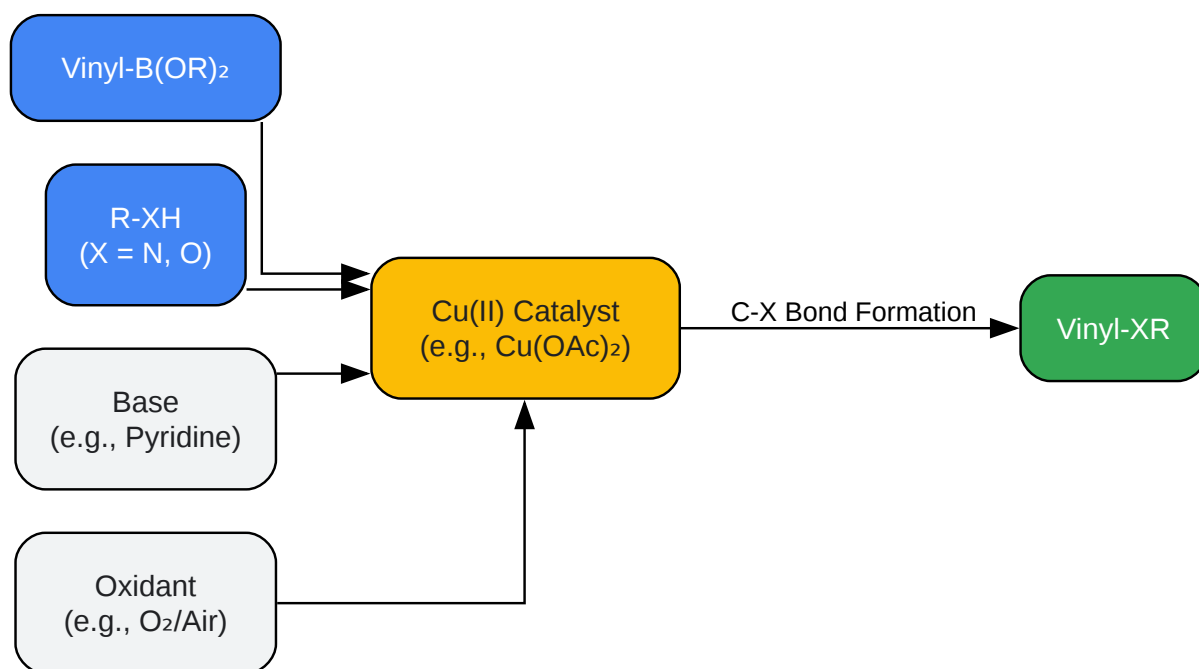 Vinyl-B(OR)₂
R-XH
(X = N, O)
Cu(II) Catalyst
(e.g., Cu(OAc)₂)
C-X Bond Formation
Vinyl-XR
Base
(e.g., Pyridine)
Oxidant
(e.g., O₂/Air)